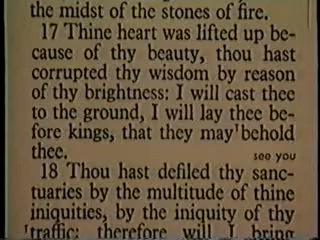 the midst of the stones of fire.
17 Thine heart was lifted up be-
cause of thy beauty, thou hast
corrupted thy wisdom by reason
of thy brightness: I will cast thee
to the ground, I will lay thee be-
fore kings, that they may ˈbehold
thee. see you
18 Thou hast defiled thy sanc-
tuaries by the multitude of thine
iniquities, by the iniquity of thy
ˈtraffic; therefore will I bring